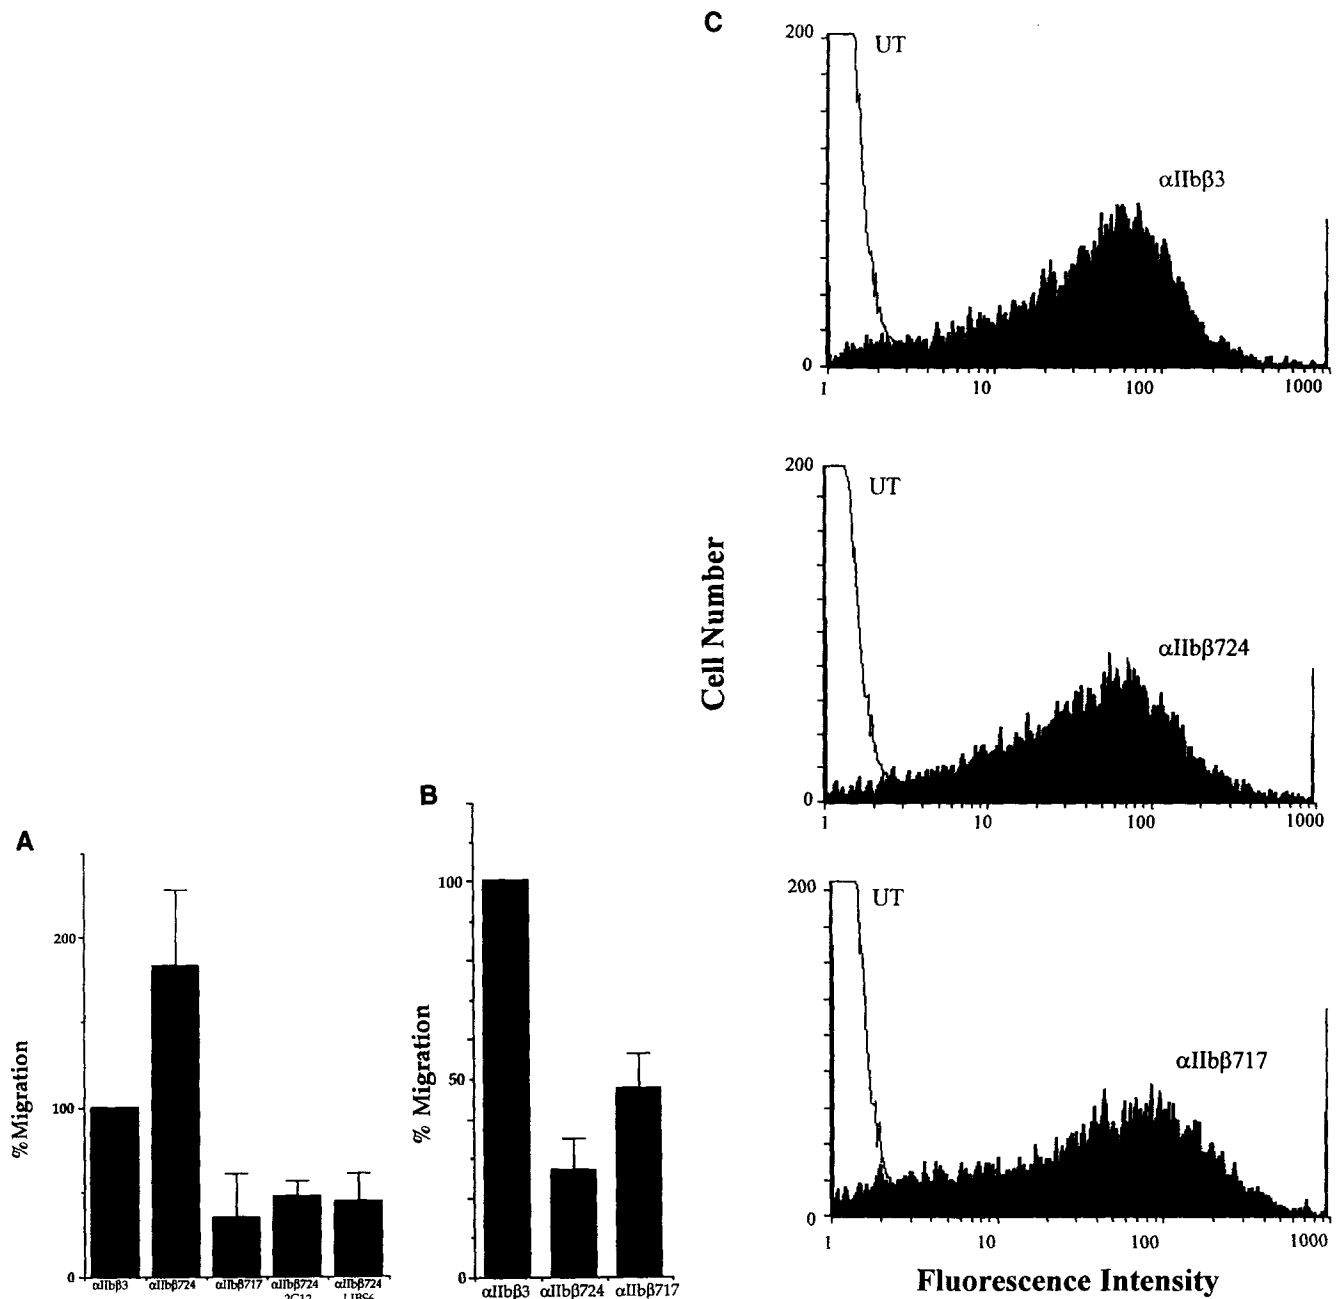 A
%Migration
200
100
0
αIIbβ3 αIIbβ724 αIIbβ717 αIIbβ724 αIIbβ724
2G12 LIBS6
B
% Migration
100
50
0
αIIbβ3 αIIbβ724 αIIbβ717
C
Cell Number
200
UT
αIIbβ3
0
1 10 100 1000
200
UT
αIIbβ724
0
1 10 100 1000
200
UT
αIIbβ717
0
1 10 100 1000
Fluorescence Intensity